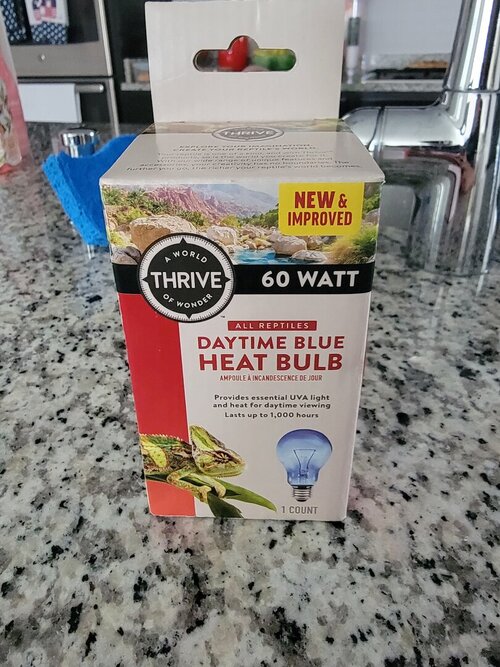 THRIVE
NEW &
IMPROVED
A WORLD
THRIVE
OF WONDER
™
60 WATT
ALL REPTILES
DAYTIME BLUE
HEAT BULB
AMPOULE À INCANDESCENCE DE JOUR
Provides essential UVA light
and heat for daytime viewing
Lasts up to 1,000 hours
1 COUNT